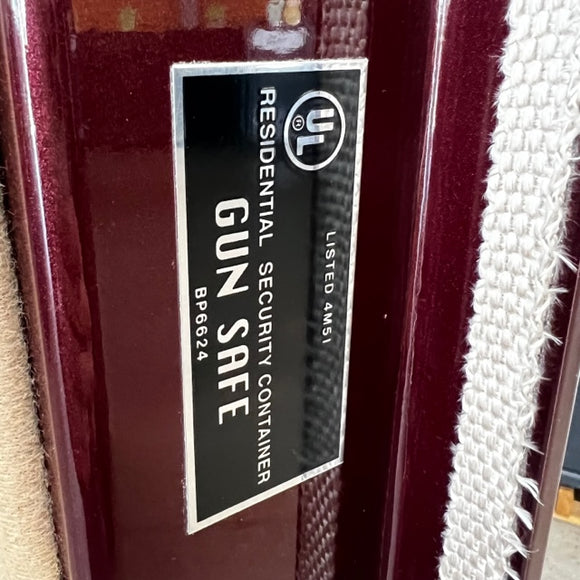 UL ®
LISTED 4M51
RESIDENTIAL SECURITY CONTAINER
GUN SAFE
BP6624